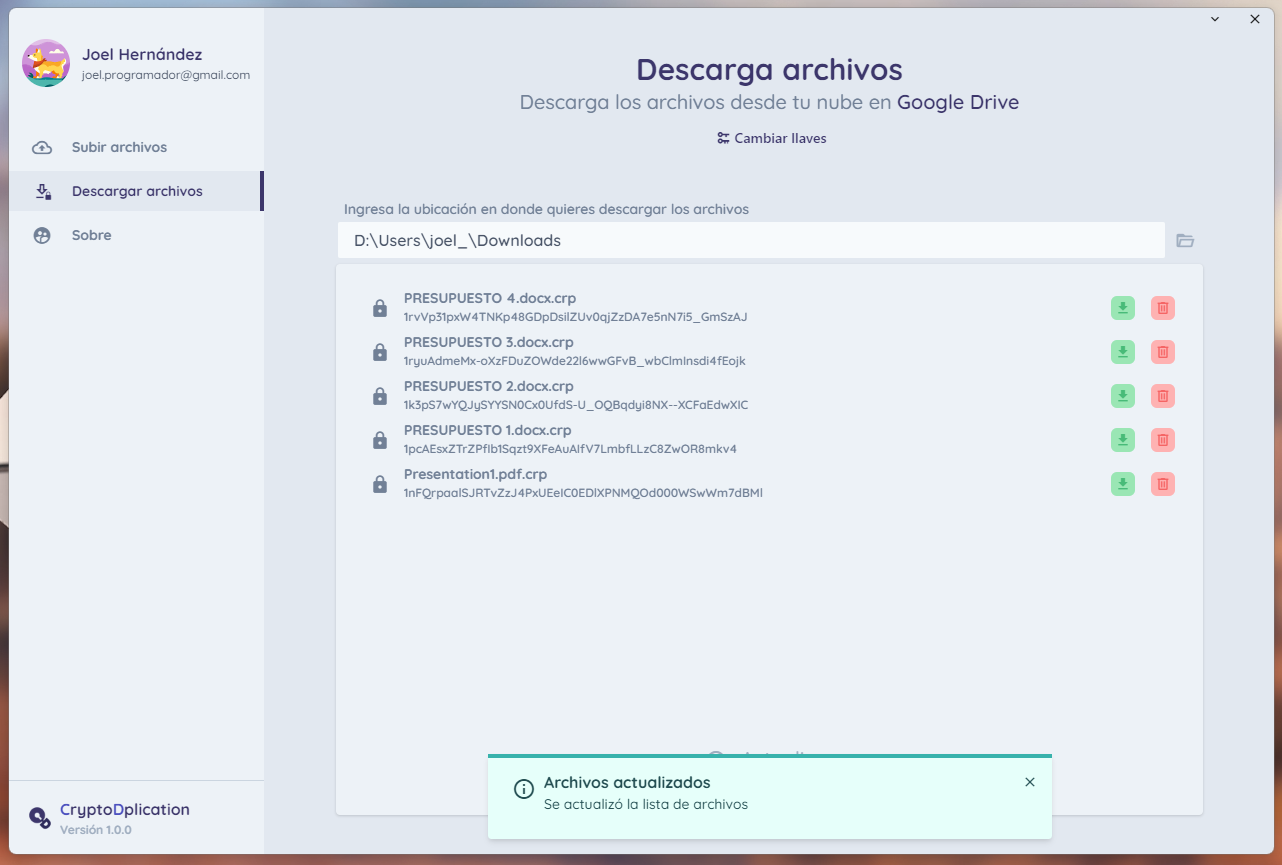 Joel Hernández
joel.programador@gmail.com
Subir archivos
Descargar archivos
Sobre
Descarga archivos
Descarga los archivos desde tu nube en Google Drive
Cambiar llaves
Ingresa la ubicación en donde quieres descargar los archivos
D:\Users\joel_\Downloads
PRESUPUESTO 4.docx.crp
1rvVp31pxW4TNKp48GDpDsilZUv0qjZzDA7e5nN7i5_GmSzAJ
PRESUPUESTO 3.docx.crp
1ryuAdmeMx-oXzFDuZOWde22l6wwGFvB_wbClmInsdi4fEojk
PRESUPUESTO 2.docx.crp
1k3pS7wYQJySYYSN0Cx0UfdS-U_OQBqdyi8NX--XCFaEdwXlC
PRESUPUESTO 1.docx.crp
1pcAEsxZTrZPflb1Sqzt9XFeAuAlfV7LmbfLLzC8ZwOR8mkv4
Presentation1.pdf.crp
1nFQrpaalSJRTvZzJ4PxUEeIC0EDlXPNMQOd000WSwWm7dBMl
Archivos actualizados
Se actualizó la lista de archivos
CryptoDplication
Versión 1.0.0